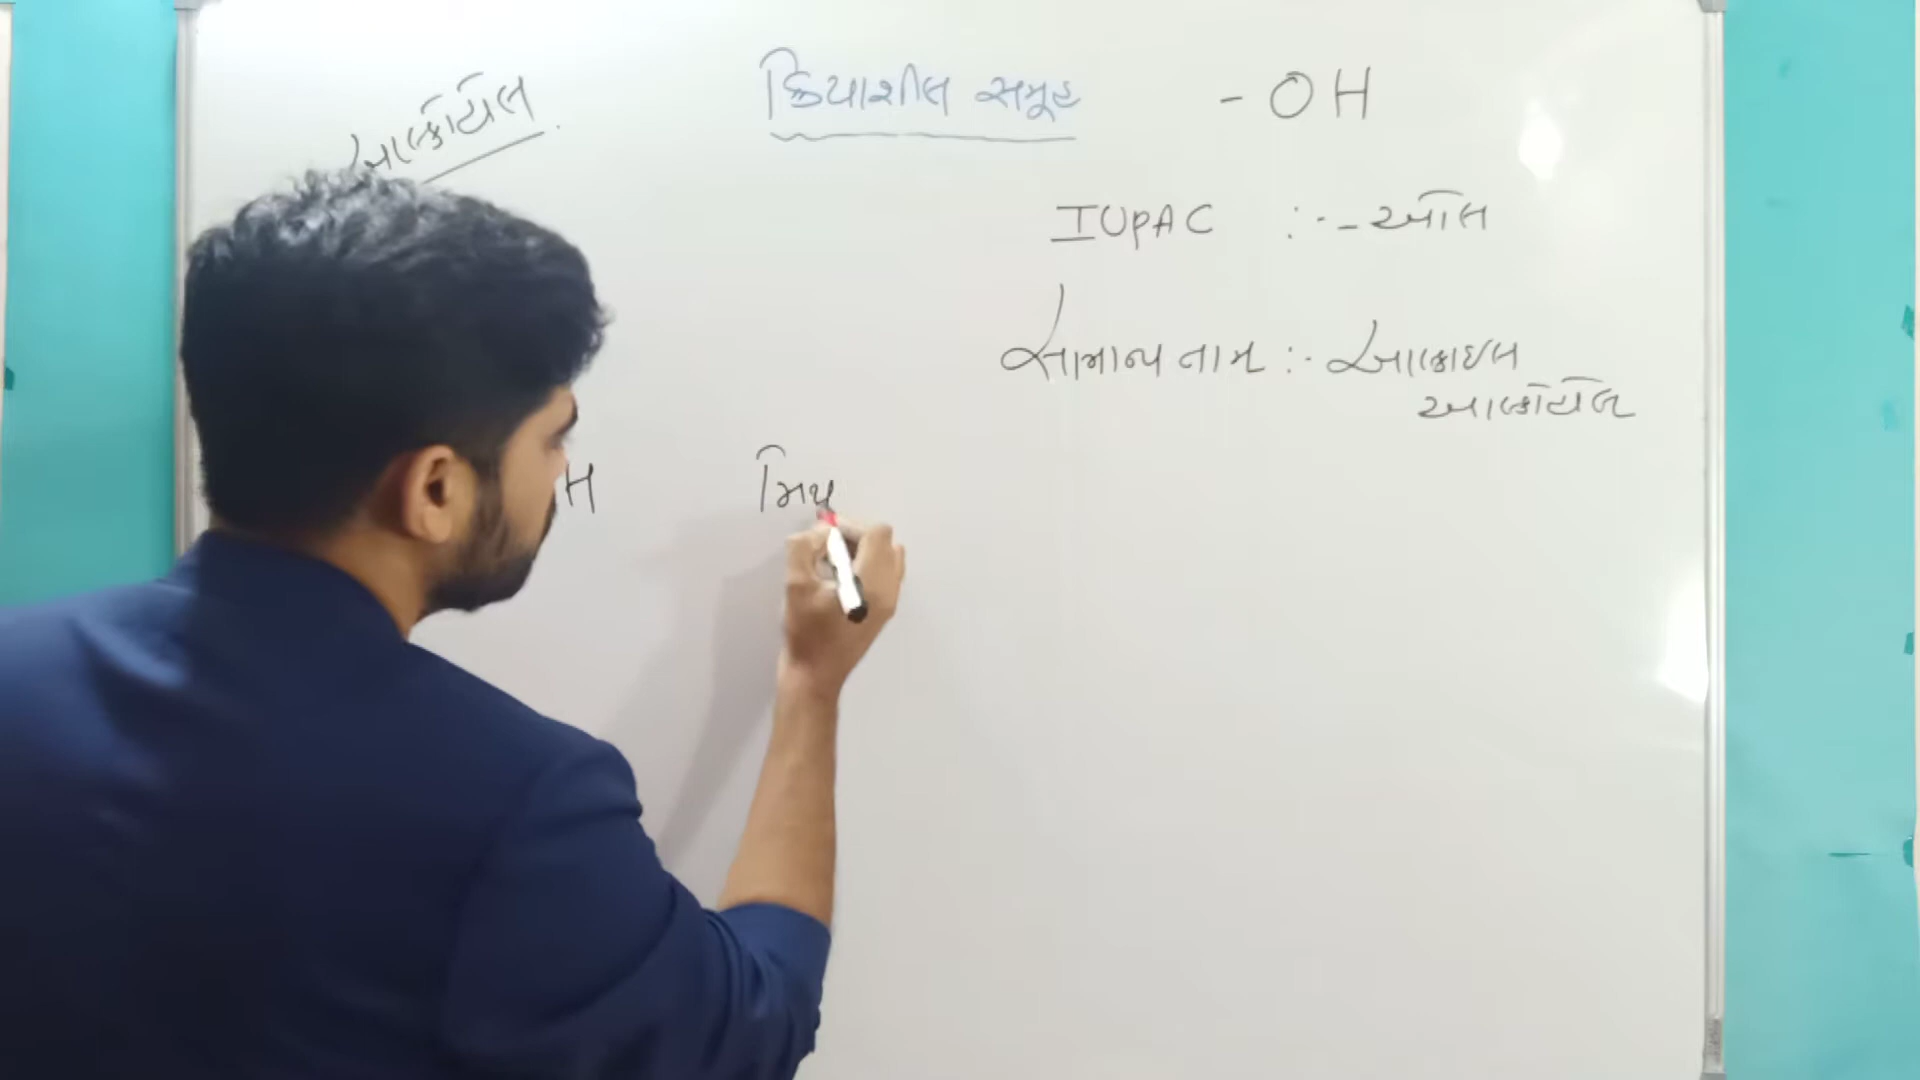 આલ્કોહોલ
ક્રિયાશીલ સમૂહ - OH
IUPAC :- - ઓલ
સામાન્ય નામ :- આલ્કાઇલ
આલ્કોહોલ
H મિથ